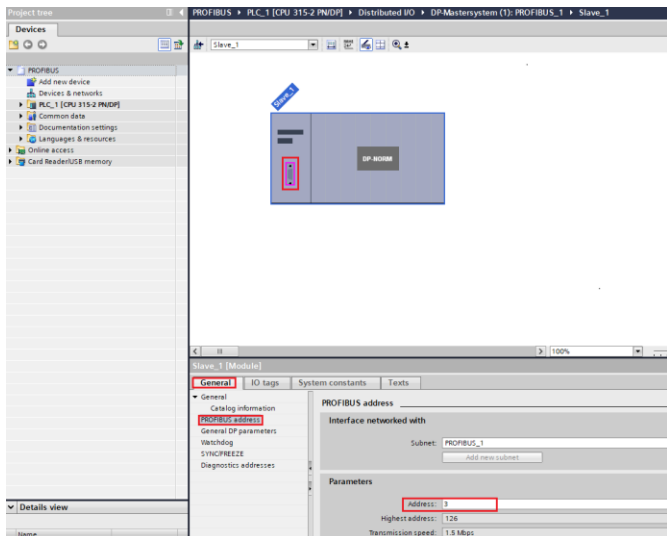 Project tree
PROFIBUS ▸ PLC_1 [CPU 315-2 PN/DP] ▸ Distributed I/O ▸ DP-Mastersystem (1): PROFIBUS_1 ▸ Slave_1
Devices
Slave_1
PROFIBUS
Add new device
Devices & networks
PLC_1 [CPU 315-2 PN/DP]
Common data
Documentation settings
Languages & resources
Online access
Card Reader/USB memory
Slave_1
DP-NORM
100%
Slave_1 [Module]
General
IO tags
System constants
Texts
General
Catalog information
PROFIBUS address
General DP parameters
Watchdog
SYNC/FREEZE
Diagnostics addresses
PROFIBUS address
Interface networked with
Subnet: PROFIBUS_1
Add new subnet
Parameters
Address: 3
Highest address: 126
Transmission speed: 1.5 Mbps
Details view
Name